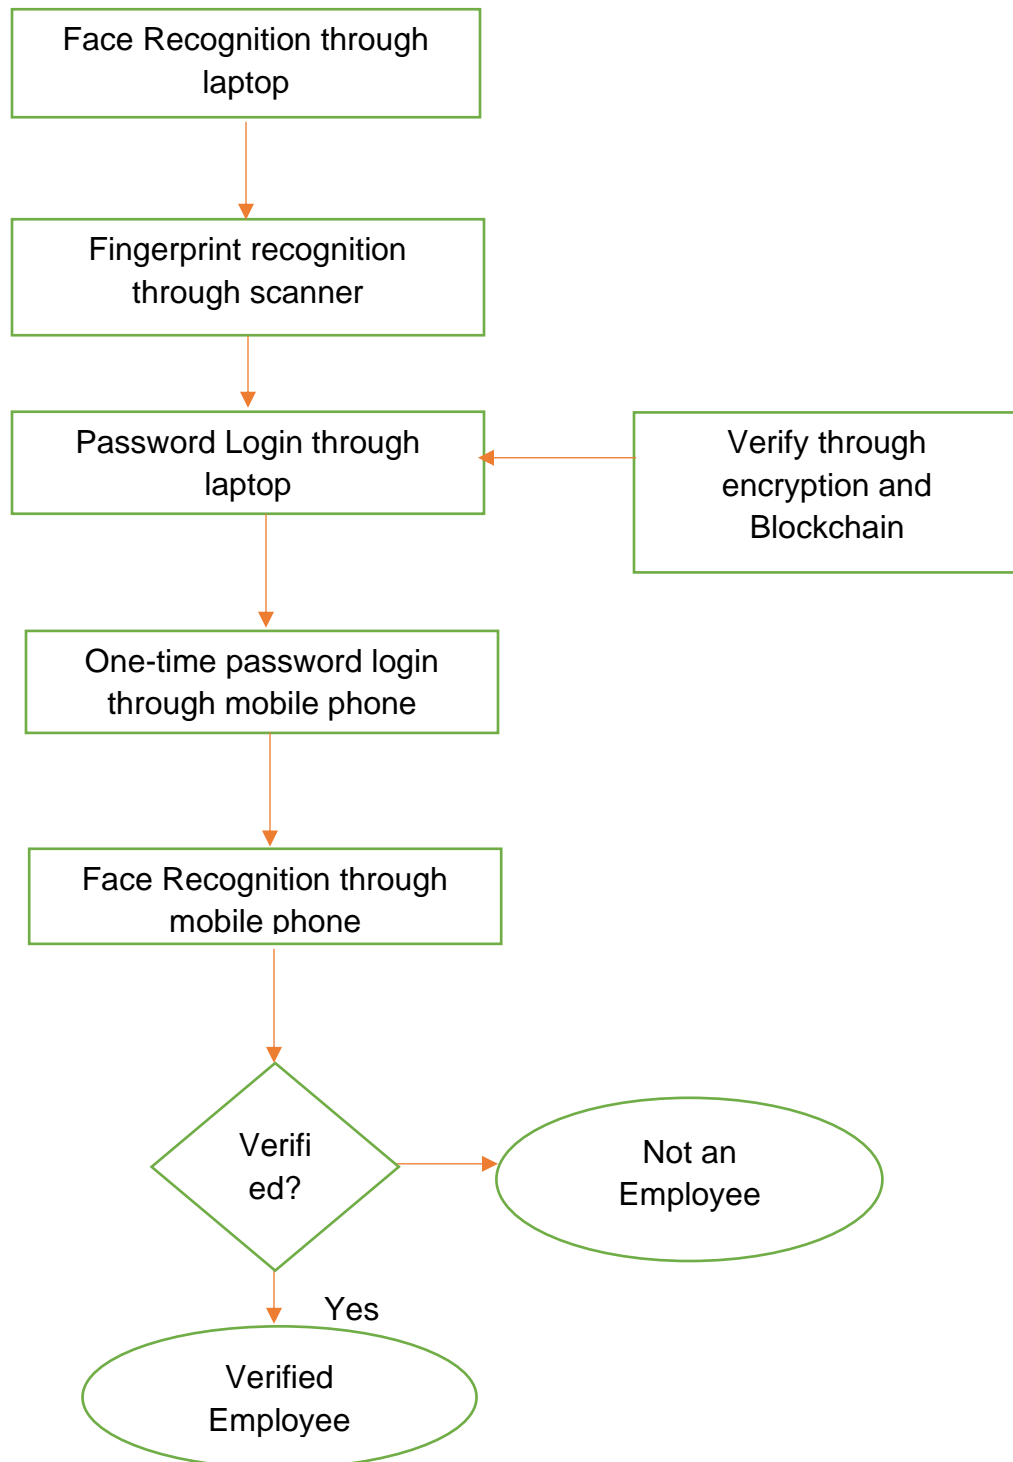 Face Recognition through
laptop
Fingerprint recognition
through scanner
Password Login through
laptop
Verify through
encryption and
Blockchain
One-time password login
through mobile phone
Face Recognition through
mobile phone
Verifi
ed?
Not an
Employee
Yes
Verified
Employee